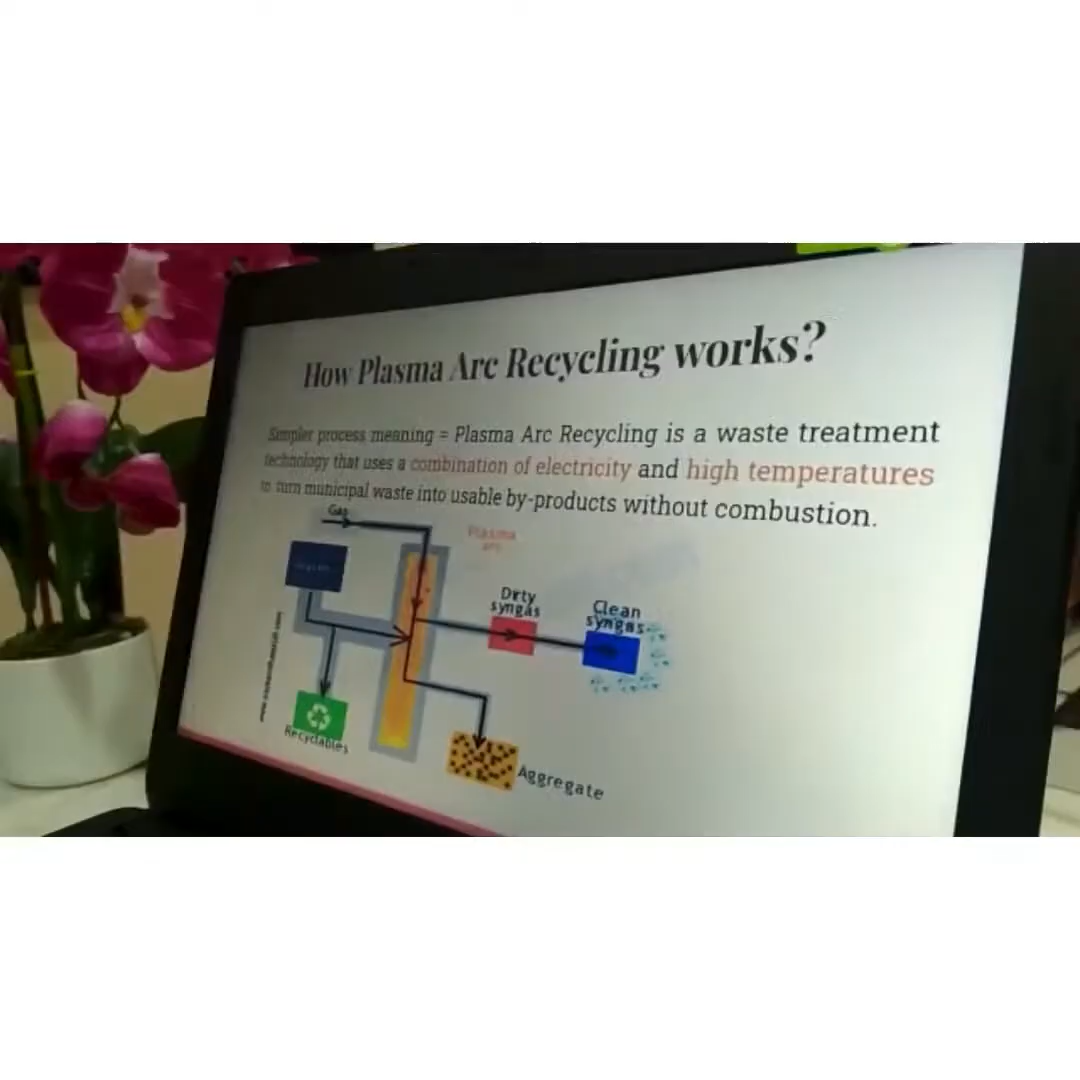 How Plasma Arc Recycling works?
Simpler process meaning = Plasma Arc Recycling is a waste treatment
technology that uses a combination of electricity and high temperatures
to turn municipal waste into usable by-products without combustion.
Gas
Plasma
arc
Dirty
syngas
Clean
syngas
Recyclables
Aggregate